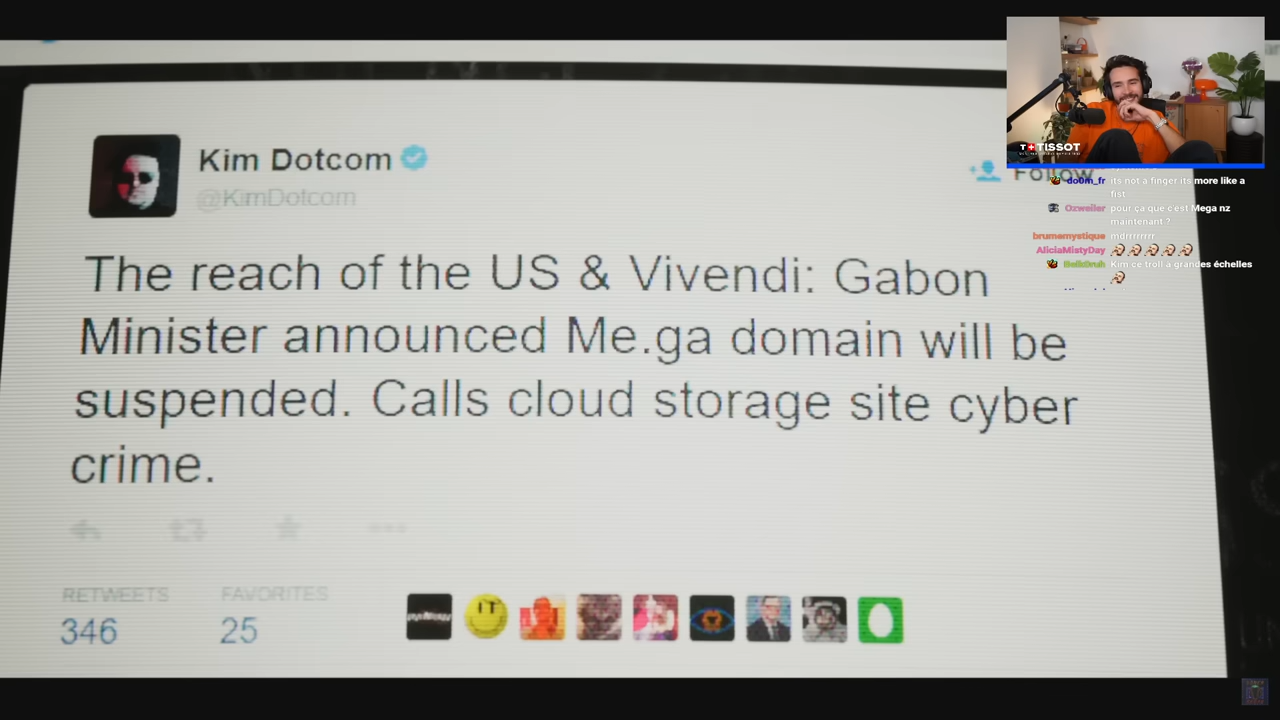 Kim Dotcom
@KimDotcom
Follow
The reach of the US & Vivendi: Gabon
Minister announced Me.ga domain will be
suspended. Calls cloud storage site cyber
crime.
RETWEETS
FAVORITES
346
25
IT
T+TISSOT
do0m_fr its not a finger its more like a
fist
Ozweiler pour ça que c'est Mega nz
maintenant ?
brumemystique mdrrrrrrr
AliciaMistyDay
Kim ce troll a grandes échelles